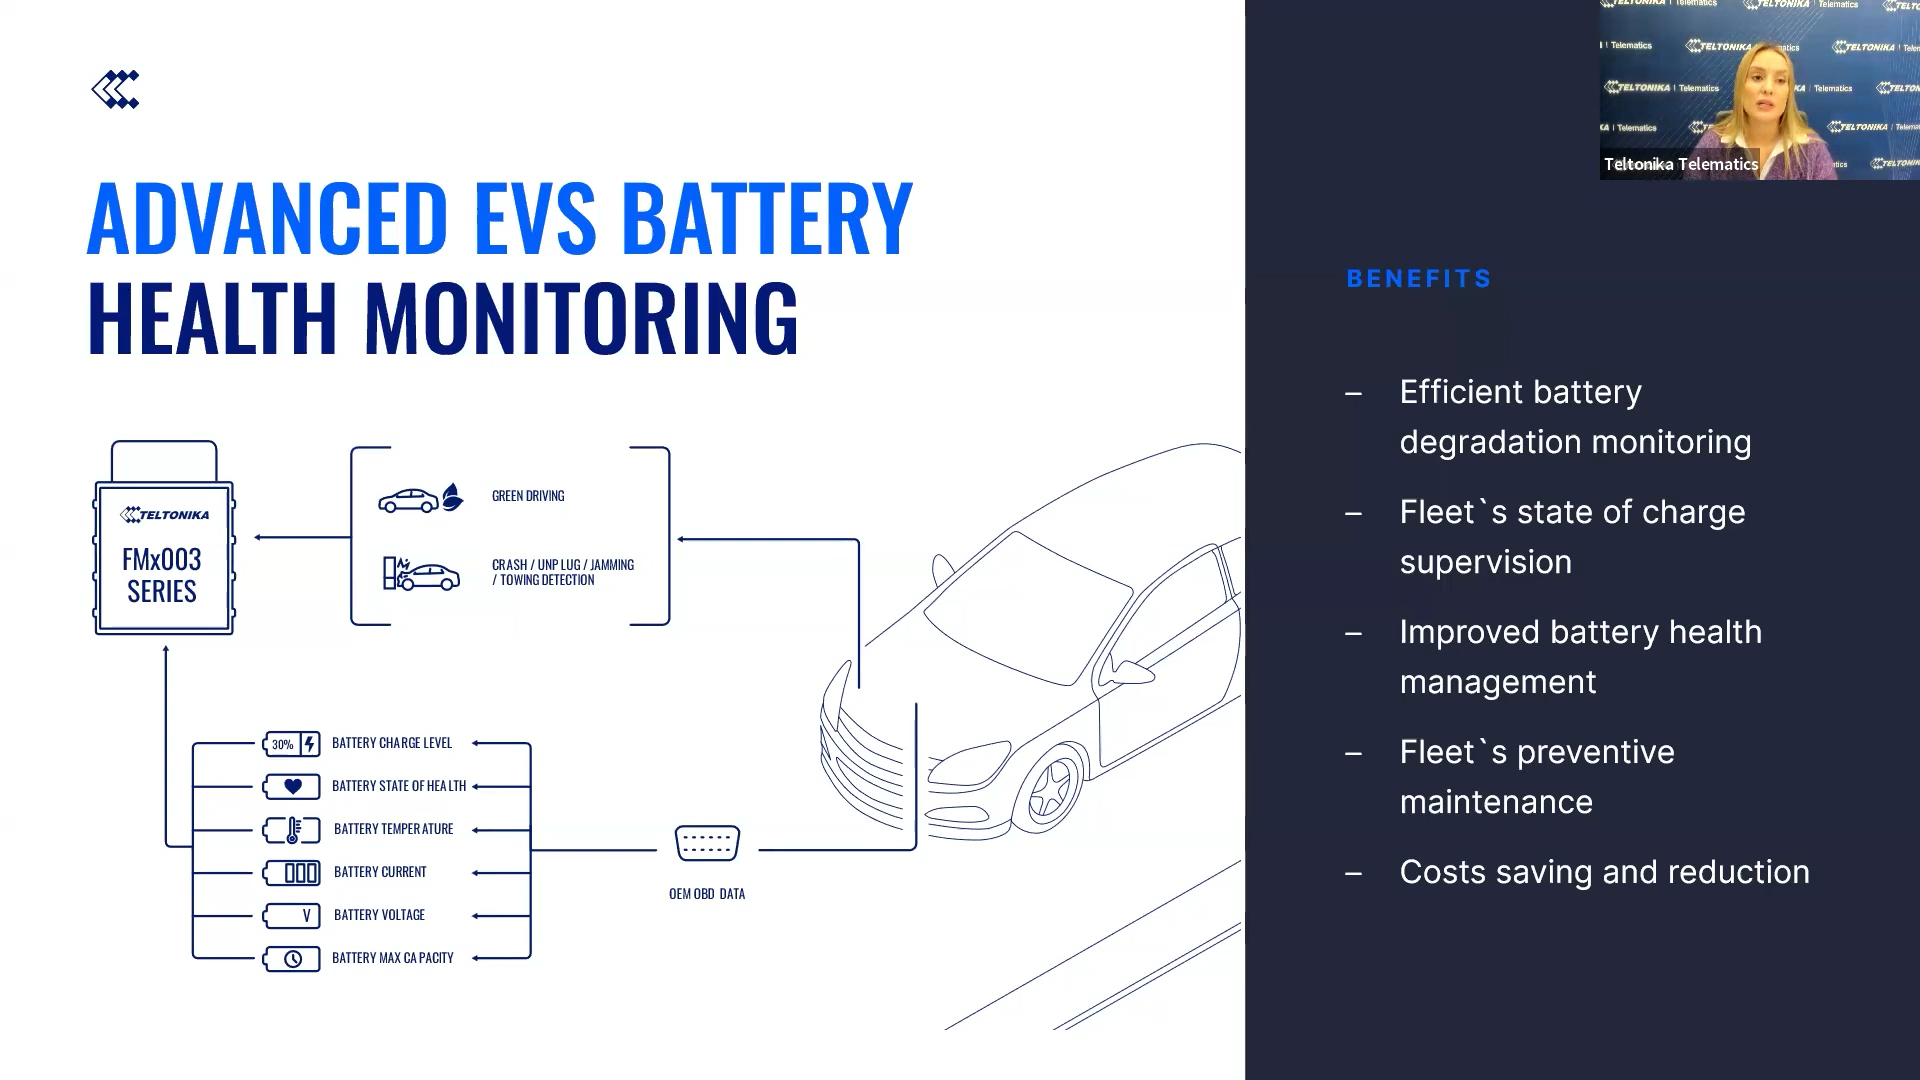 ADVANCED EVS BATTERY
HEALTH MONITORING
TELTONIKA
FMx003
SERIES
GREEN DRIVING
CRASH / UNPLUG / JAMMING
/ TOWING DETECTION
30%
BATTERY CHARGE LEVEL
BATTERY STATE OF HEALTH
BATTERY TEMPERATURE
BATTERY CURRENT
V
BATTERY VOLTAGE
BATTERY MAX CAPACITY
OEM OBD DATA
BENEFITS
– Efficient battery
degradation monitoring
– Fleet`s state of charge
supervision
– Improved battery health
management
– Fleet`s preventive
maintenance
– Costs saving and reduction
TELTONIKA | Telematics
Teltonika Telematics